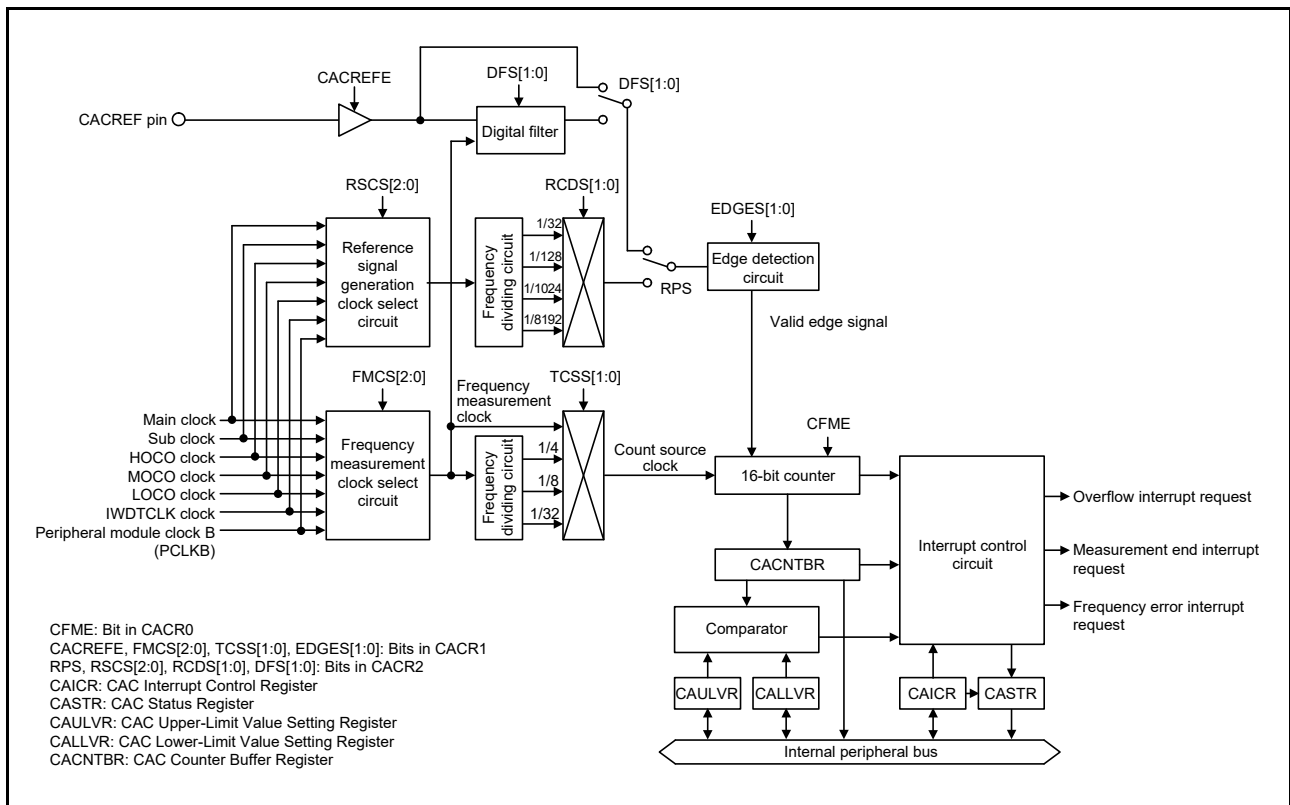 CACREFE
DFS[1:0]
DFS[1:0]
CACREF pin
Digital filter
RSCS[2:0]
RCDS[1:0]
EDGES[1:0]
Reference
signal
generation
clock select
circuit
Frequency
dividing circuit
1/32
1/128
1/1024
1/8192
RPS
Edge detection
circuit
Valid edge signal
FMCS[2:0]
Frequency
measurement
clock
TCSS[1:0]
Main clock
Sub clock
HOCO clock
MOCO clock
LOCO clock
IWDTCLK clock
Peripheral module clock B
(PCLKB)
Frequency
measurement
clock select
circuit
Frequency
dividing circuit
1/4
1/8
1/32
Count source
clock
CFME
16-bit counter
CACNTBR
Comparator
CAULVR
CALLVR
Interrupt control
circuit
Overflow interrupt request
Measurement end interrupt
request
Frequency error interrupt
request
CAICR
CASTR
Internal peripheral bus
CFME: Bit in CACR0
CACREFE, FMCS[2:0], TCSS[1:0], EDGES[1:0]: Bits in CACR1
RPS, RSCS[2:0], RCDS[1:0], DFS[1:0]: Bits in CACR2
CAICR: CAC Interrupt Control Register
CASTR: CAC Status Register
CAULVR: CAC Upper-Limit Value Setting Register
CALLVR: CAC Lower-Limit Value Setting Register
CACNTBR: CAC Counter Buffer Register